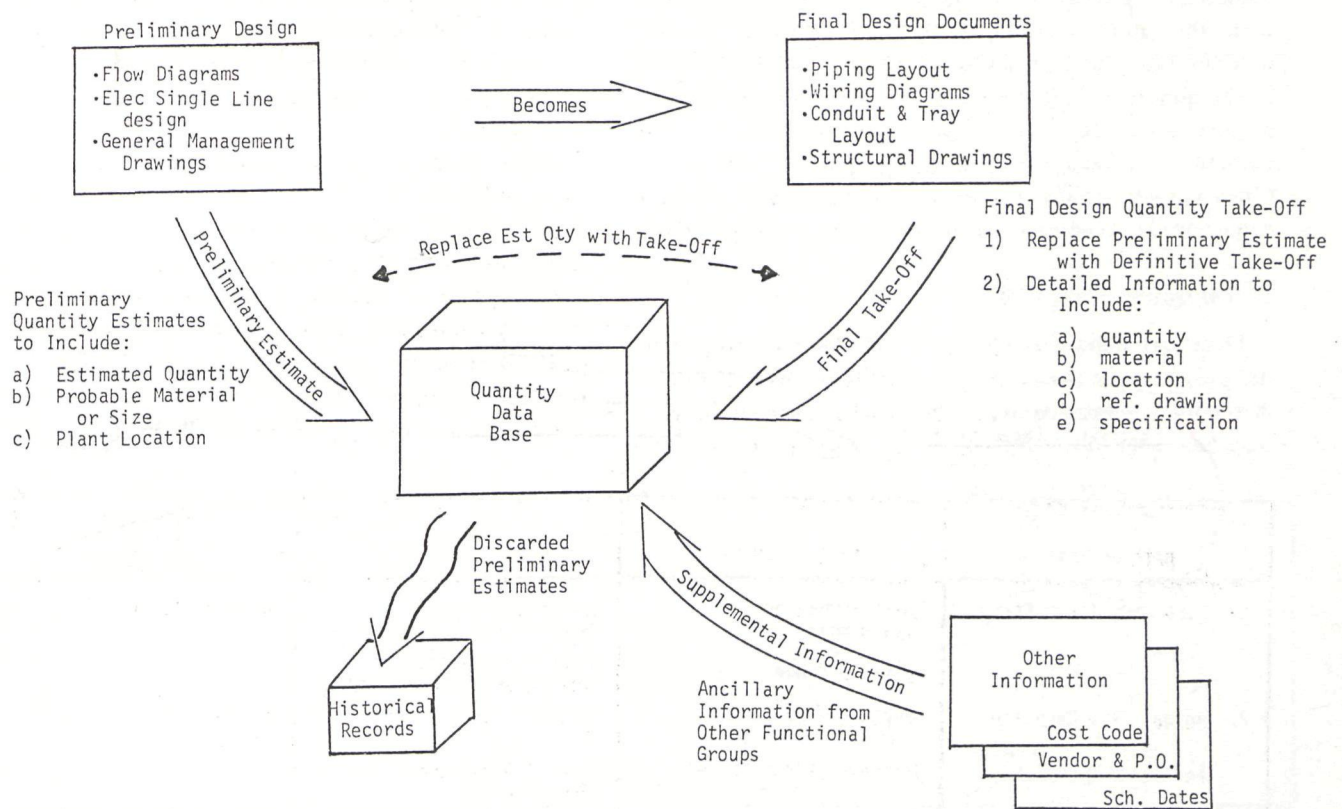 Preliminary Design
•Flow Diagrams
•Elec Single Line
design
•General Management
Drawings
Becomes
Final Design Documents
•Piping Layout
•Wiring Diagrams
•Conduit & Tray
Layout
•Structural Drawings
Replace Est Qty with Take-Off
Preliminary Estimate
Final Take-Off
Preliminary
Quantity Estimates
to Include:
a) Estimated Quantity
b) Probable Material
or Size
c) Plant Location
Final Design Quantity Take-Off
1) Replace Preliminary Estimate
with Definitive Take-Off
2) Detailed Information to
Include:
a) quantity
b) material
c) location
d) ref. drawing
e) specification
Quantity
Data
Base
Discarded
Preliminary
Estimates
Historical
Records
Supplemental Information
Ancillary
Information from
Other Functional
Groups
Other
Information
Cost Code
Vendor & P.O.
Sch. Dates